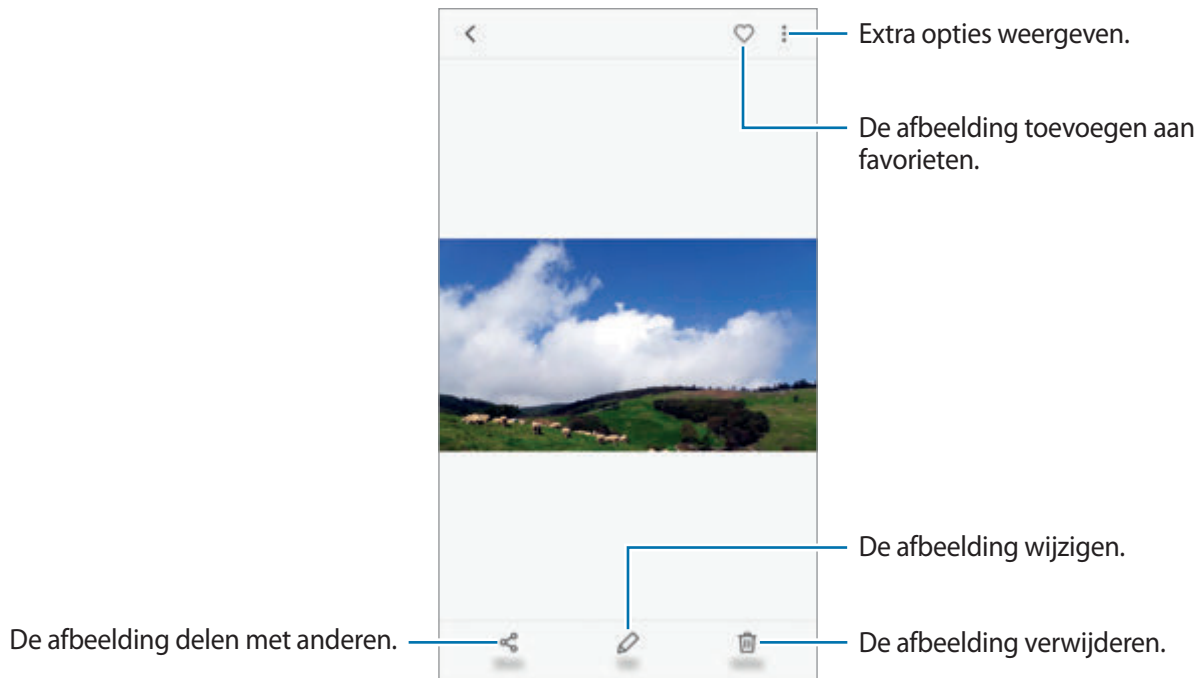 Extra opties weergeven.
De afbeelding toevoegen aan
favorieten.
De afbeelding wijzigen.
De afbeelding delen met anderen.
De afbeelding verwijderen.